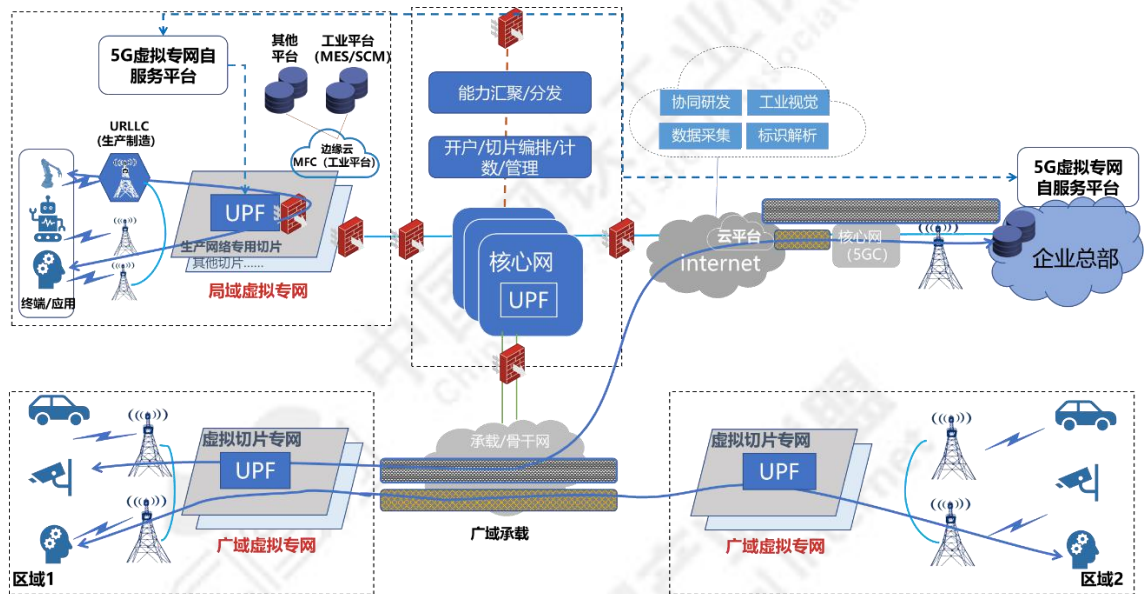 5G虚拟专网自
服务平台
其他
平台
工业平台
(MES/SCM)
URLLC
(生产制造)
边缘云
MFC（工业平台）
UPF
生产网络专用切片
其他切片......
局域虚拟专网
终端/应用
能力汇聚/分发
开户/切片编排/计
数/管理
核心网
UPF
协同研发
工业视觉
数据采集
标识解析
云平台
internet
核心网
（5GC）
5G虚拟专网
自服务平台
企业总部
虚拟切片专网
UPF
广域虚拟专网
区域1
承载/骨干网
广域承载
虚拟切片专网
UPF
广域虚拟专网
区域2